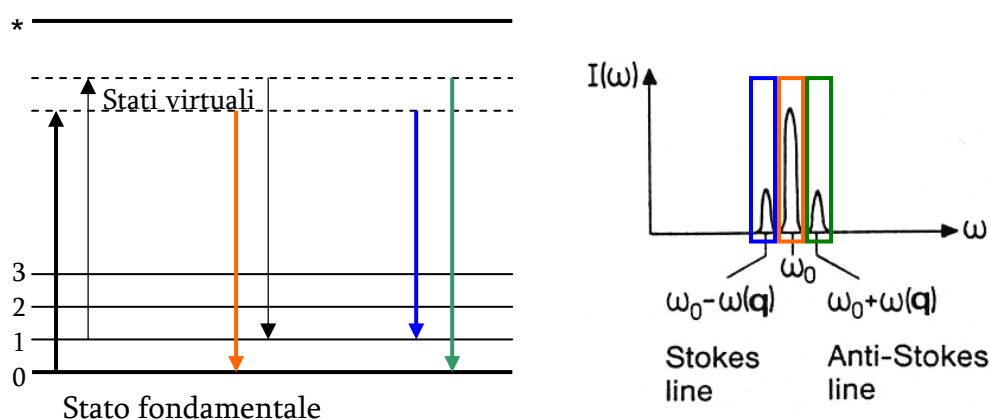 *
Stati virtuali
3
2
1
0
Stato fondamentale
I(ω)
ω
ω₀
ω₀-ω(q)
ω₀+ω(q)
Stokes
line
Anti-Stokes
line